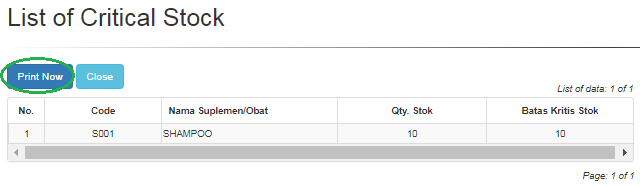 List of Critical Stock
Print Now Close
List of data: 1 of 1
No. Code Nama Suplemen/Obat Qty. Stok Batas Kritis Stok
1 S001 SHAMPOO 10 10
Page: 1 of 1